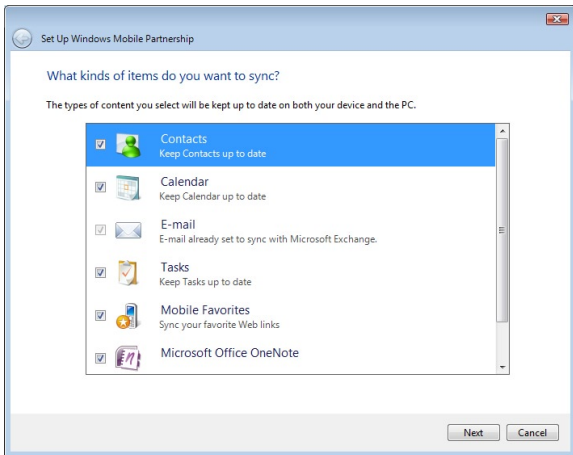 Set Up Windows Mobile Partnership
What kinds of items do you want to sync?
The types of content you select will be kept up to date on both your device and the PC.
Contacts
Keep Contacts up to date
Calendar
Keep Calendar up to date
E-mail
E-mail already set to sync with Microsoft Exchange.
Tasks
Keep Tasks up to date
Mobile Favorites
Sync your favorite Web links
Microsoft Office OneNote
Next Cancel